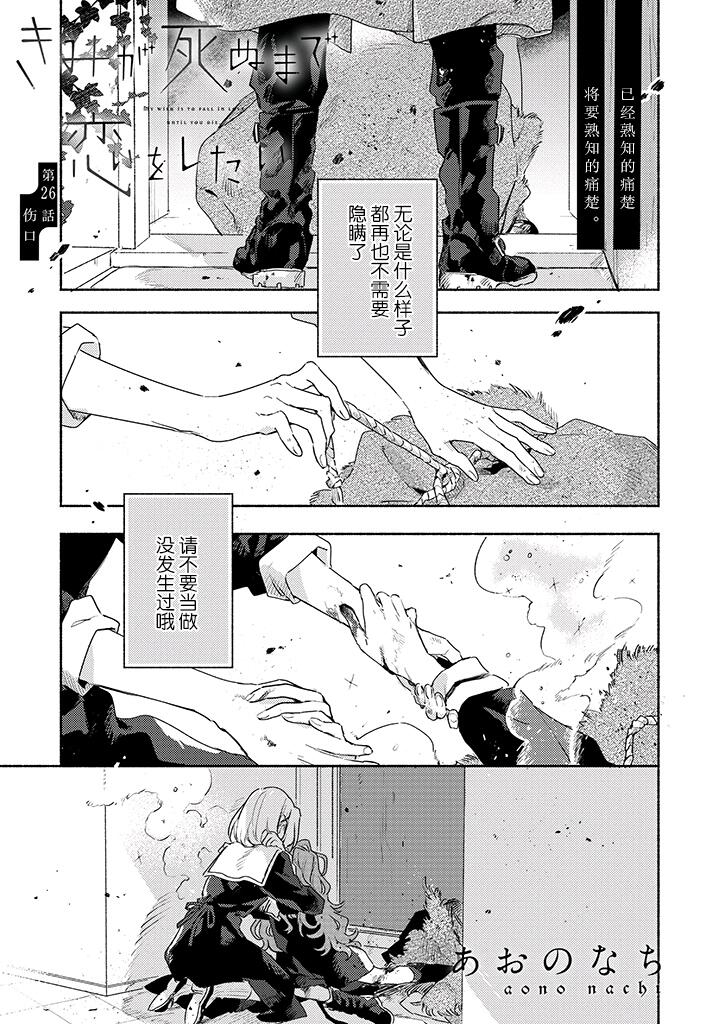 きみが死ぬまで
恋をしたい
MY WISH IS TO FALL IN LOVE
UNTIL YOU DIE
已经熟知的痛楚
将要熟知的痛楚。
第26話
伤口
无论是什么样子
都再也不需要
隐瞒了
请不要当做
没发生过哦
あおのなち
aono nachi